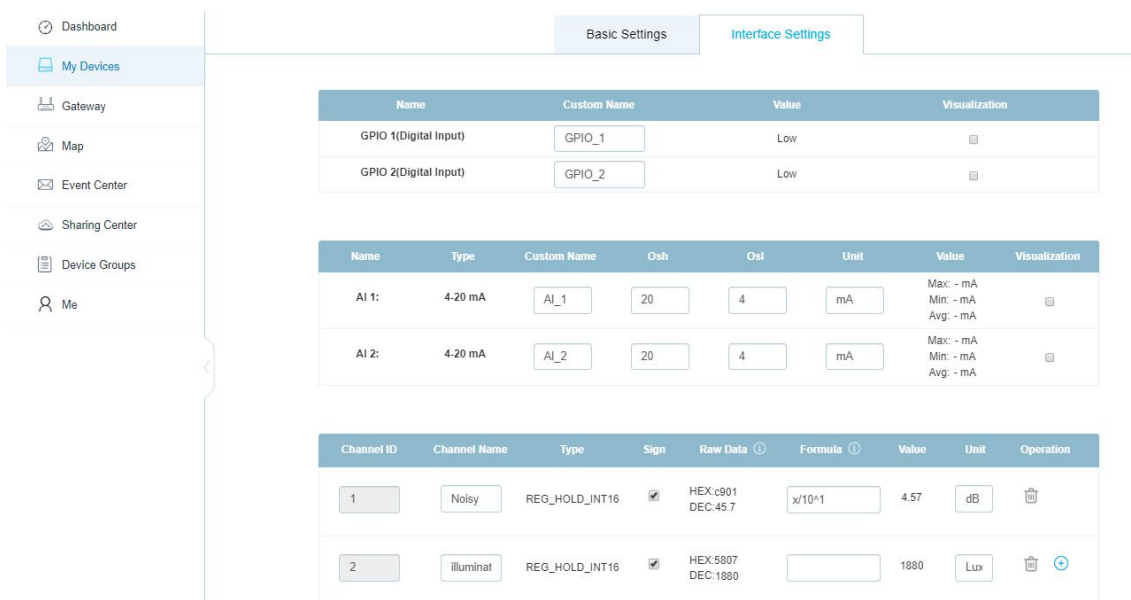 Dashboard
My Devices
Gateway
Map
Event Center
Sharing Center
Device Groups
Me
Basic Settings Interface Settings
Name Custom Name Value Visualization
GPIO 1(Digital Input) GPIO_1 Low
GPIO 2(Digital Input) GPIO_2 Low
Name Type Custom Name Osh Osl Unit Value Visualization
AI 1: 4-20 mA AI_1 20 4 mA Max: - mA
Min: - mA
Avg: - mA
AI 2: 4-20 mA AI_2 20 4 mA Max: - mA
Min: - mA
Avg: - mA
Channel ID Channel Name Type Sign Raw Data Formula Value Unit Operation
1 Noisy REG_HOLD_INT16 HEX:c901
DEC:45.7 x/10^1 4.57 dB
2 illuminat REG_HOLD_INT16 HEX:5807
DEC:1880 1880 Lux